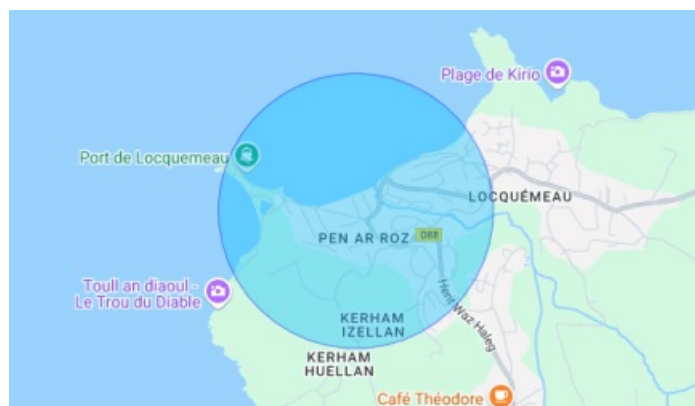 Plage de Kirio
Port de Locquemeau
LOCQUÉMEAU
PEN AR ROZ
D88
Toull an diaoul -
Le Trou du Diable
Hent Waz Haleg
KERHAM
IZELLAN
KERHAM
HUELLAN
Café Théodore